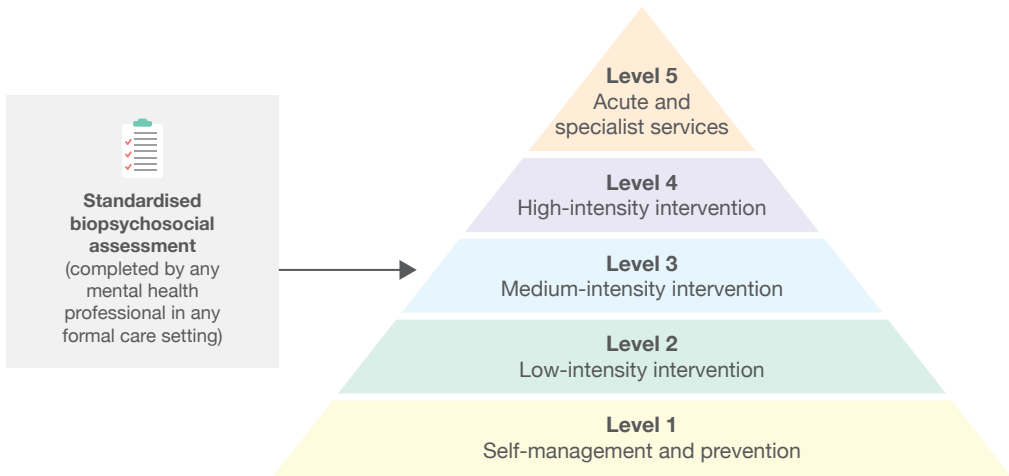 Standardised
biopsychosocial
assessment
(completed by any
mental health
professional in any
formal care setting)
Level 5
Acute and
specialist services
Level 4
High-intensity intervention
Level 3
Medium-intensity intervention
Level 2
Low-intensity intervention
Level 1
Self-management and prevention